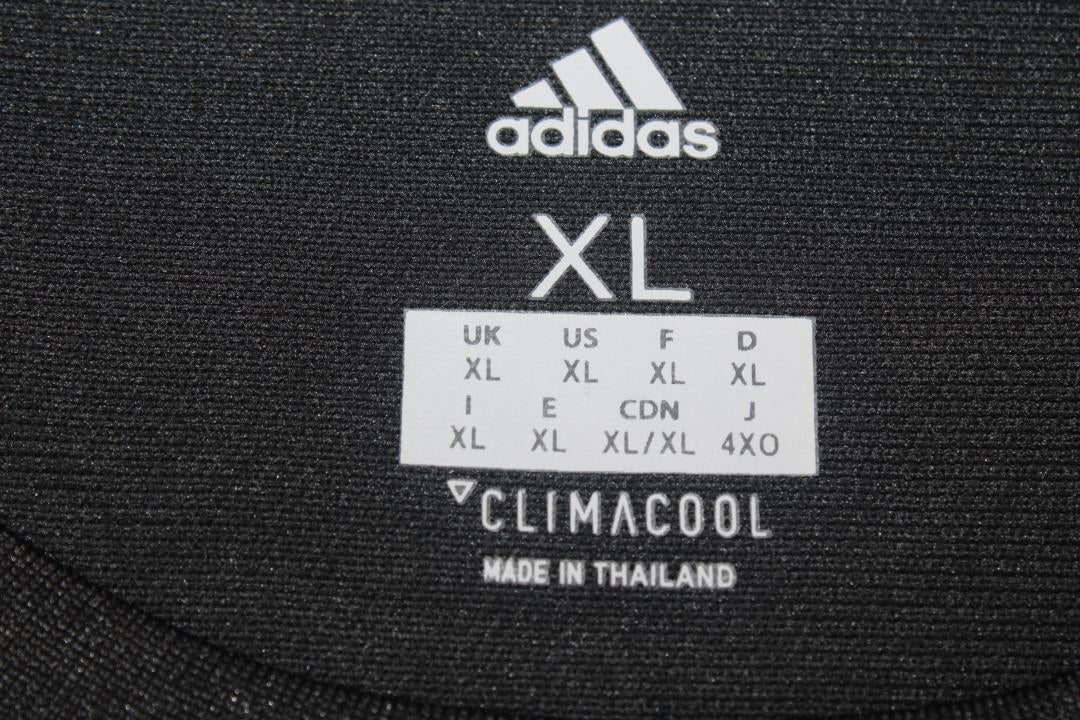 adidas
XL
UK US F D
XL XL XL XL
I E CDN J
XL XL XL/XL 4XO
CLIMACOOL
MADE IN THAILAND